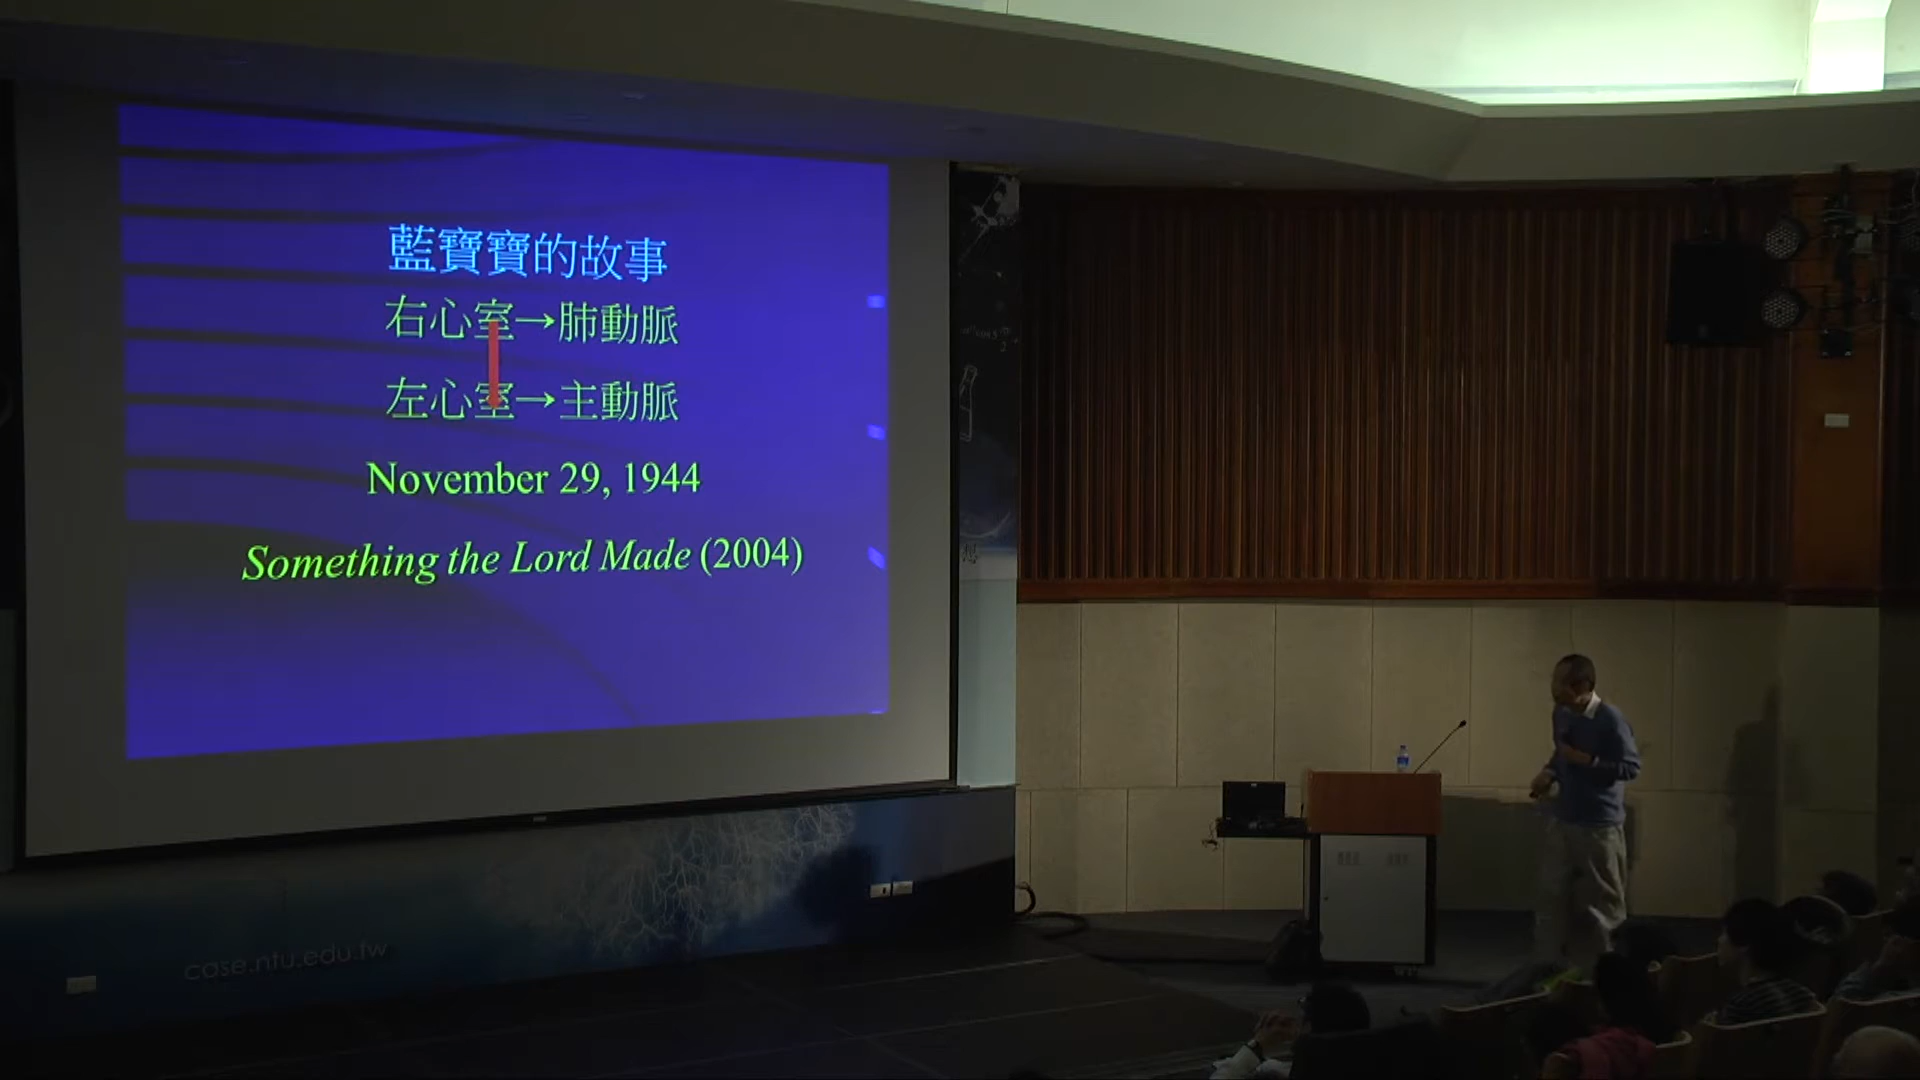 藍寶寶的故事
右心室→肺動脈
左心室→主動脈
November 29, 1944
Something the Lord Made (2004)
想
case.ntu.edu.tw